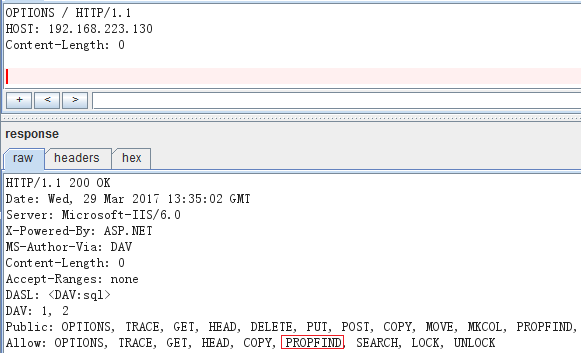 OPTIONS / HTTP/1.1
HOST: 192.168.223.130
Content-Length: 0
+ < >
response
raw headers hex
HTTP/1.1 200 OK
Date: Wed, 29 Mar 2017 13:35:02 GMT
Server: Microsoft-IIS/6.0
X-Powered-By: ASP.NET
MS-Author-Via: DAV
Content-Length: 0
Accept-Ranges: none
DASL: <DAV:sql>
DAV: 1, 2
Public: OPTIONS, TRACE, GET, HEAD, DELETE, PUT, POST, COPY, MOVE, MKCOL, PROPFIND,
Allow: OPTIONS, TRACE, GET, HEAD, COPY, PROPFIND, SEARCH, LOCK, UNLOCK